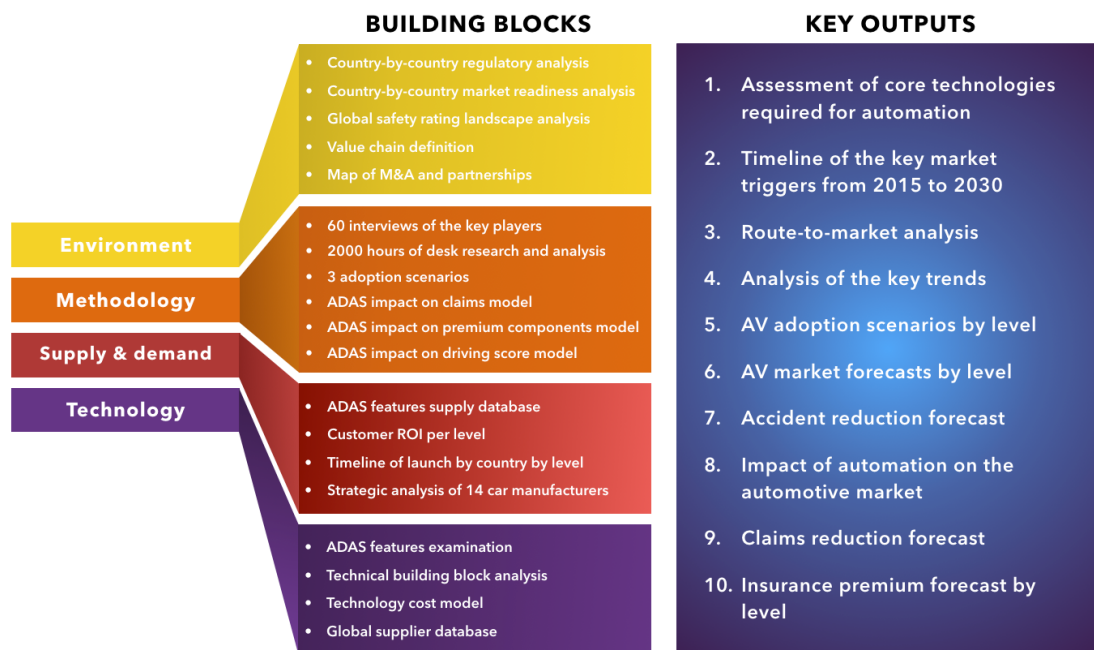 BUILDING BLOCKS
KEY OUTPUTS
Environment
Methodology
Supply & demand
Technology
• Country-by-country regulatory analysis
• Country-by-country market readiness analysis
• Global safety rating landscape analysis
• Value chain definition
• Map of M&A and partnerships
• 60 interviews of the key players
• 2000 hours of desk research and analysis
• 3 adoption scenarios
• ADAS impact on claims model
• ADAS impact on premium components model
• ADAS impact on driving score model
• ADAS features supply database
• Customer ROI per level
• Timeline of launch by country by level
• Strategic analysis of 14 car manufacturers
• ADAS features examination
• Technical building block analysis
• Technology cost model
• Global supplier database
1. Assessment of core technologies
required for automation
2. Timeline of the key market
triggers from 2015 to 2030
3. Route-to-market analysis
4. Analysis of the key trends
5. AV adoption scenarios by level
6. AV market forecasts by level
7. Accident reduction forecast
8. Impact of automation on the
automotive market
9. Claims reduction forecast
10. Insurance premium forecast by
level